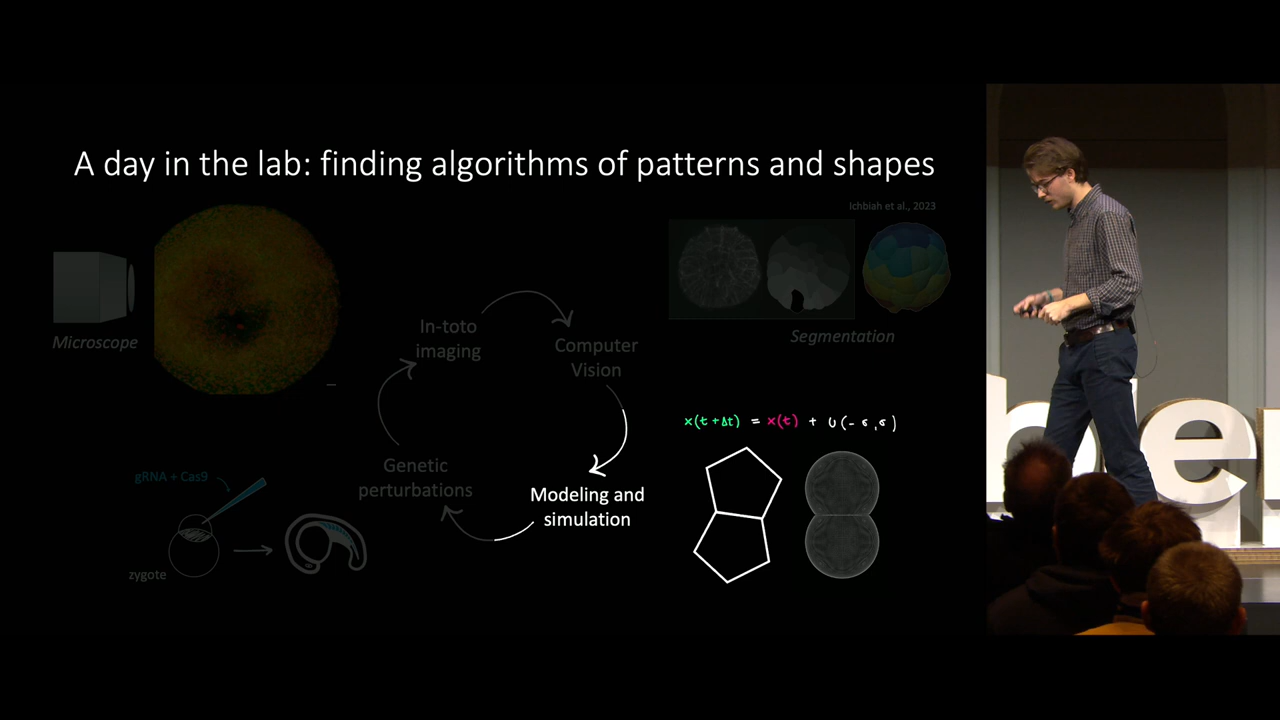 A day in the lab: finding algorithms of patterns and shapes
Ichbiah et al., 2023
Microscope
In-toto
imaging
Computer
Vision
Segmentation
x(t+Δt) = x(t) + U(-σ,σ)
Genetic
perturbations
Modeling and
simulation
gRNA + Cas9
zygote